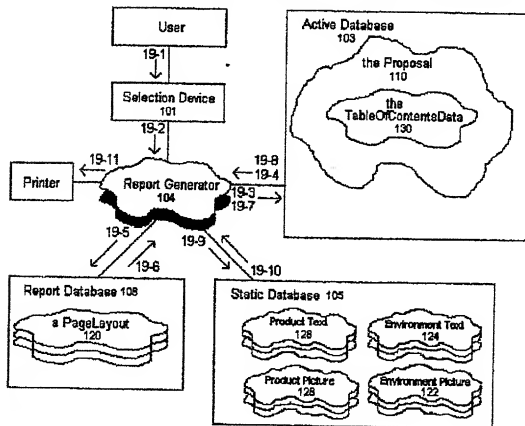 User
19-1
Selection Device
101
19-2
Active Database
103
the Proposal
110
the
TableOfContentsData
130
19-11
Printer
Report Generator
104
19-8
19-4
19-3
19-7
19-5
19-6
19-9
19-10
Report Database 108
a PageLayout
120
Static Database 105
Product Text
128
Environment Text
124
Product Picture
128
Environment Picture
122